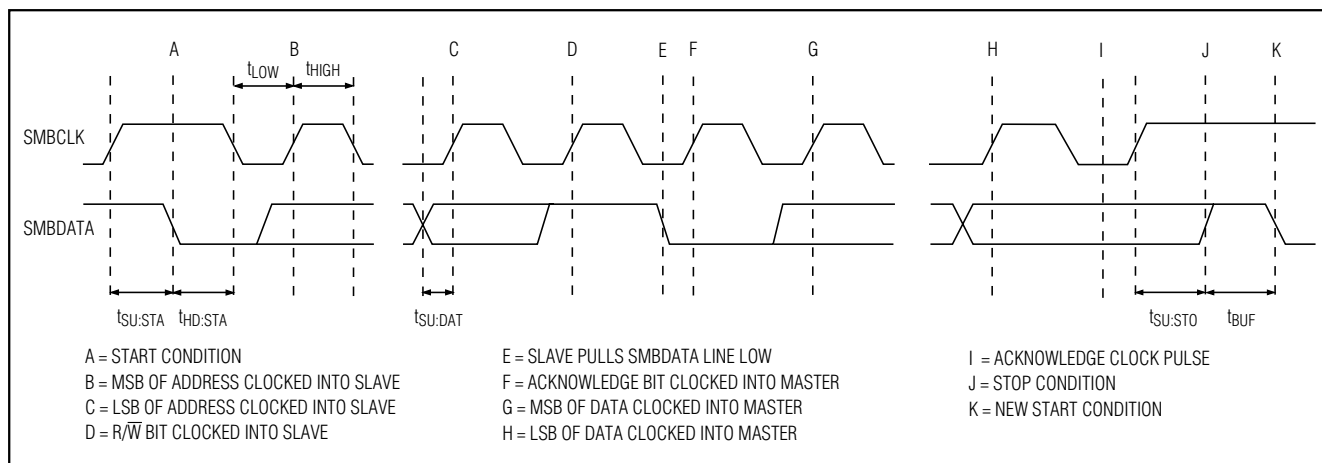 A B C D E F G H I J K
tLOW tHIGH
SMBCLK
SMBDATA
tSU:STA tHD:STA tSU:DAT tSU:STO tBUF
A = START CONDITION
B = MSB OF ADDRESS CLOCKED INTO SLAVE
C = LSB OF ADDRESS CLOCKED INTO SLAVE
D = R/W̅ BIT CLOCKED INTO SLAVE
E = SLAVE PULLS SMBDATA LINE LOW
F = ACKNOWLEDGE BIT CLOCKED INTO MASTER
G = MSB OF DATA CLOCKED INTO MASTER
H = LSB OF DATA CLOCKED INTO MASTER
I = ACKNOWLEDGE CLOCK PULSE
J = STOP CONDITION
K = NEW START CONDITION